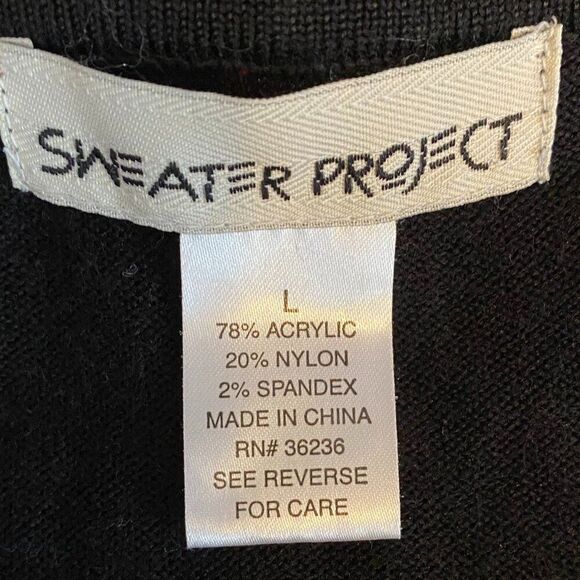 SWEATER PROJECT
L
78% ACRYLIC
20% NYLON
2% SPANDEX
MADE IN CHINA
RN# 36236
SEE REVERSE
FOR CARE